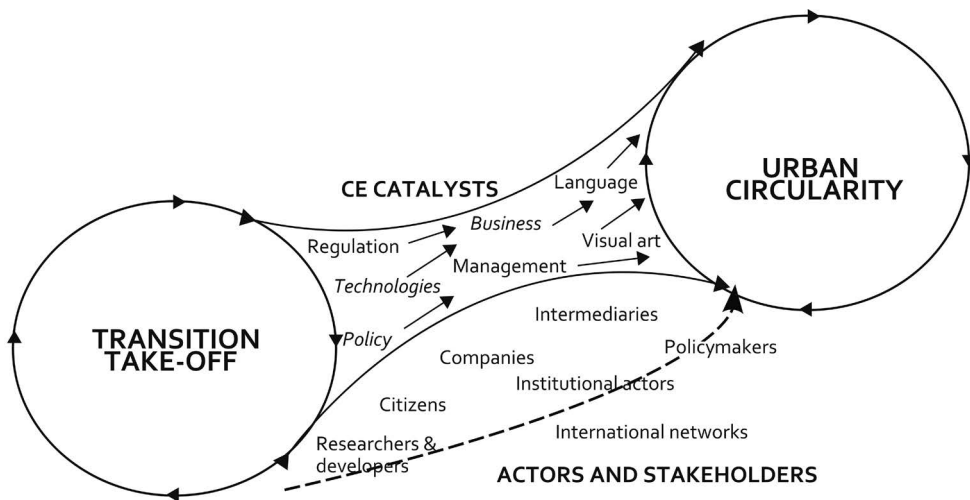 URBAN
CIRCULARITY
CE CATALYSTS
Language
Business
Regulation
Visual art
Management
Technologies
Policy
TRANSITION
TAKE-OFF
Intermediaries
Policymakers
Companies
Institutional actors
Citizens
International networks
Researchers &
developers
ACTORS AND STAKEHOLDERS